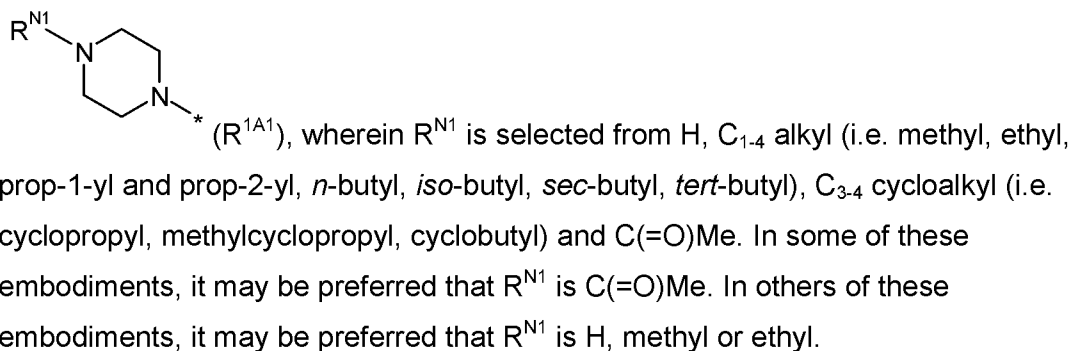 R^N1
N
N
* (R^1A1), wherein R^N1 is selected from H, C_1-4 alkyl (i.e. methyl, ethyl,
prop-1-yl and prop-2-yl, n-butyl, iso-butyl, sec-butyl, tert-butyl), C_3-4 cycloalkyl (i.e.
cyclopropyl, methylcyclopropyl, cyclobutyl) and C(=O)Me. In some of these
embodiments, it may be preferred that R^N1 is C(=O)Me. In others of these
embodiments, it may be preferred that R^N1 is H, methyl or ethyl.